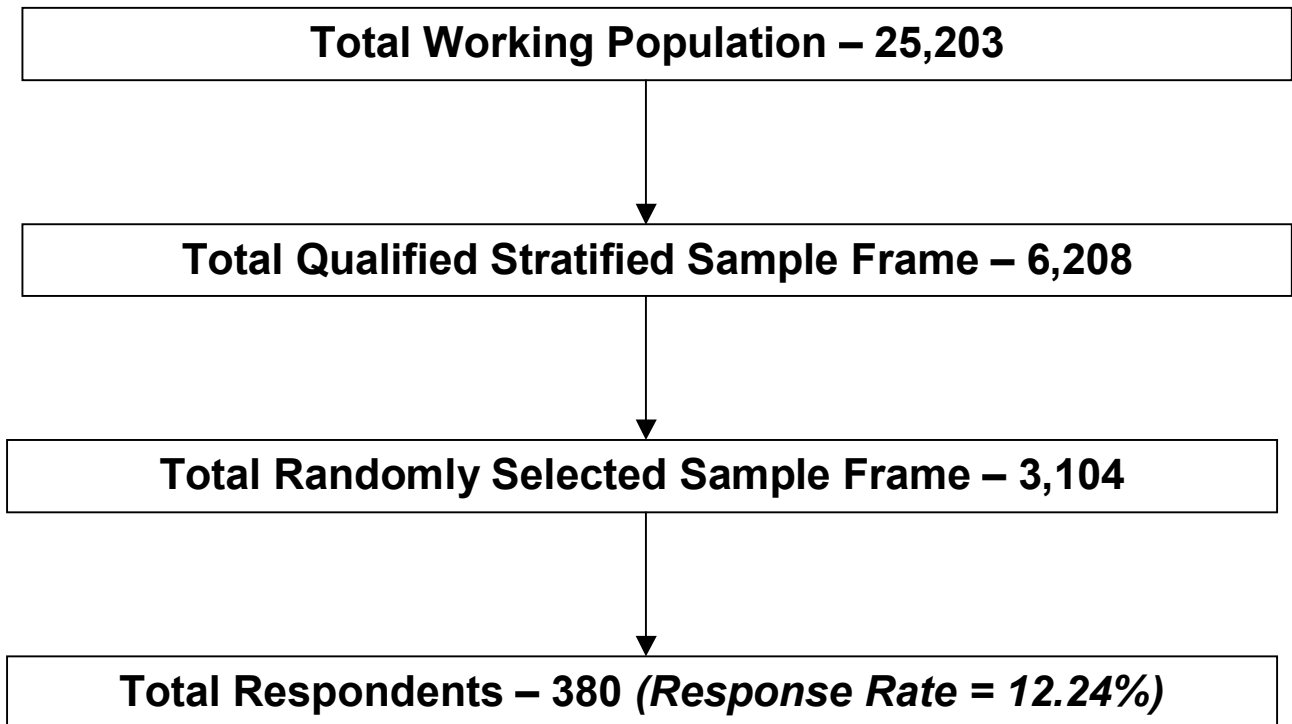 Total Working Population – 25,203
Total Qualified Stratified Sample Frame – 6,208
Total Randomly Selected Sample Frame – 3,104
Total Respondents – 380 (Response Rate = 12.24%)